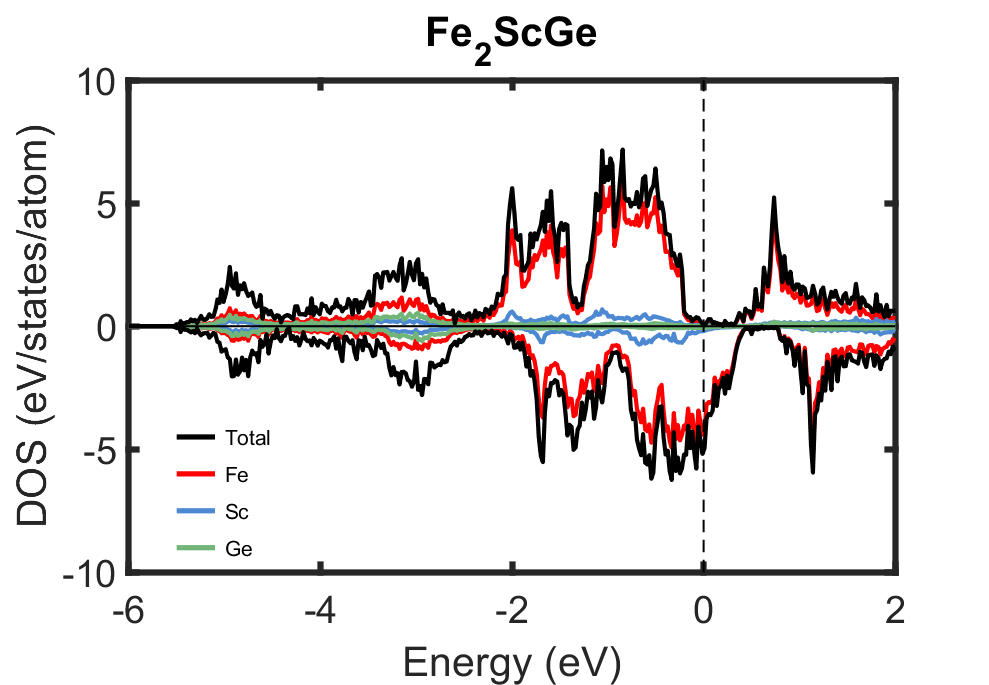 Fe₂ScGe
10
5
0
-5
-10
DOS (eV/states/atom)
Total
Fe
Sc
Ge
-6 -4 -2 0 2
Energy (eV)